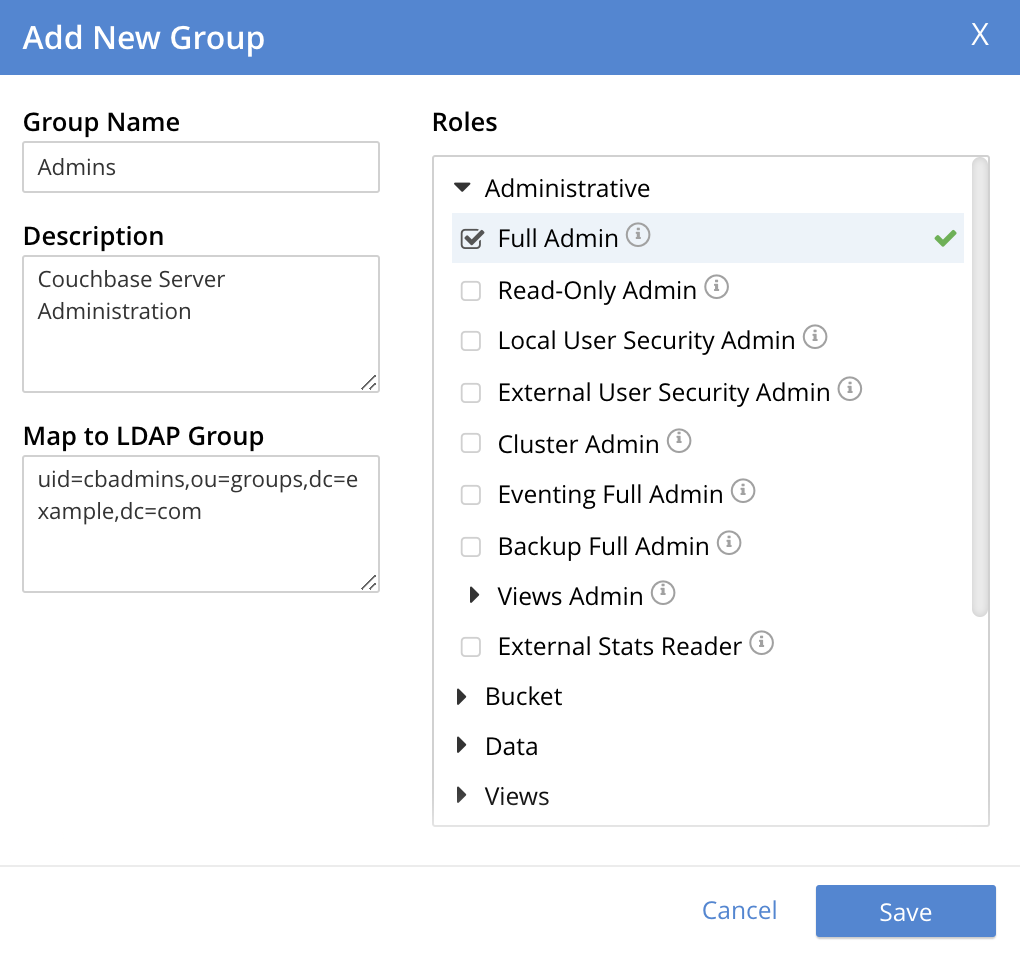 Add New Group
X
Group Name
Admins
Description
Couchbase Server
Administration
Map to LDAP Group
uid=cbadmins,ou=groups,dc=e
xample,dc=com
Roles
Administrative
Full Admin
Read-Only Admin
Local User Security Admin
External User Security Admin
Cluster Admin
Eventing Full Admin
Backup Full Admin
Views Admin
External Stats Reader
Bucket
Data
Views
Cancel
Save